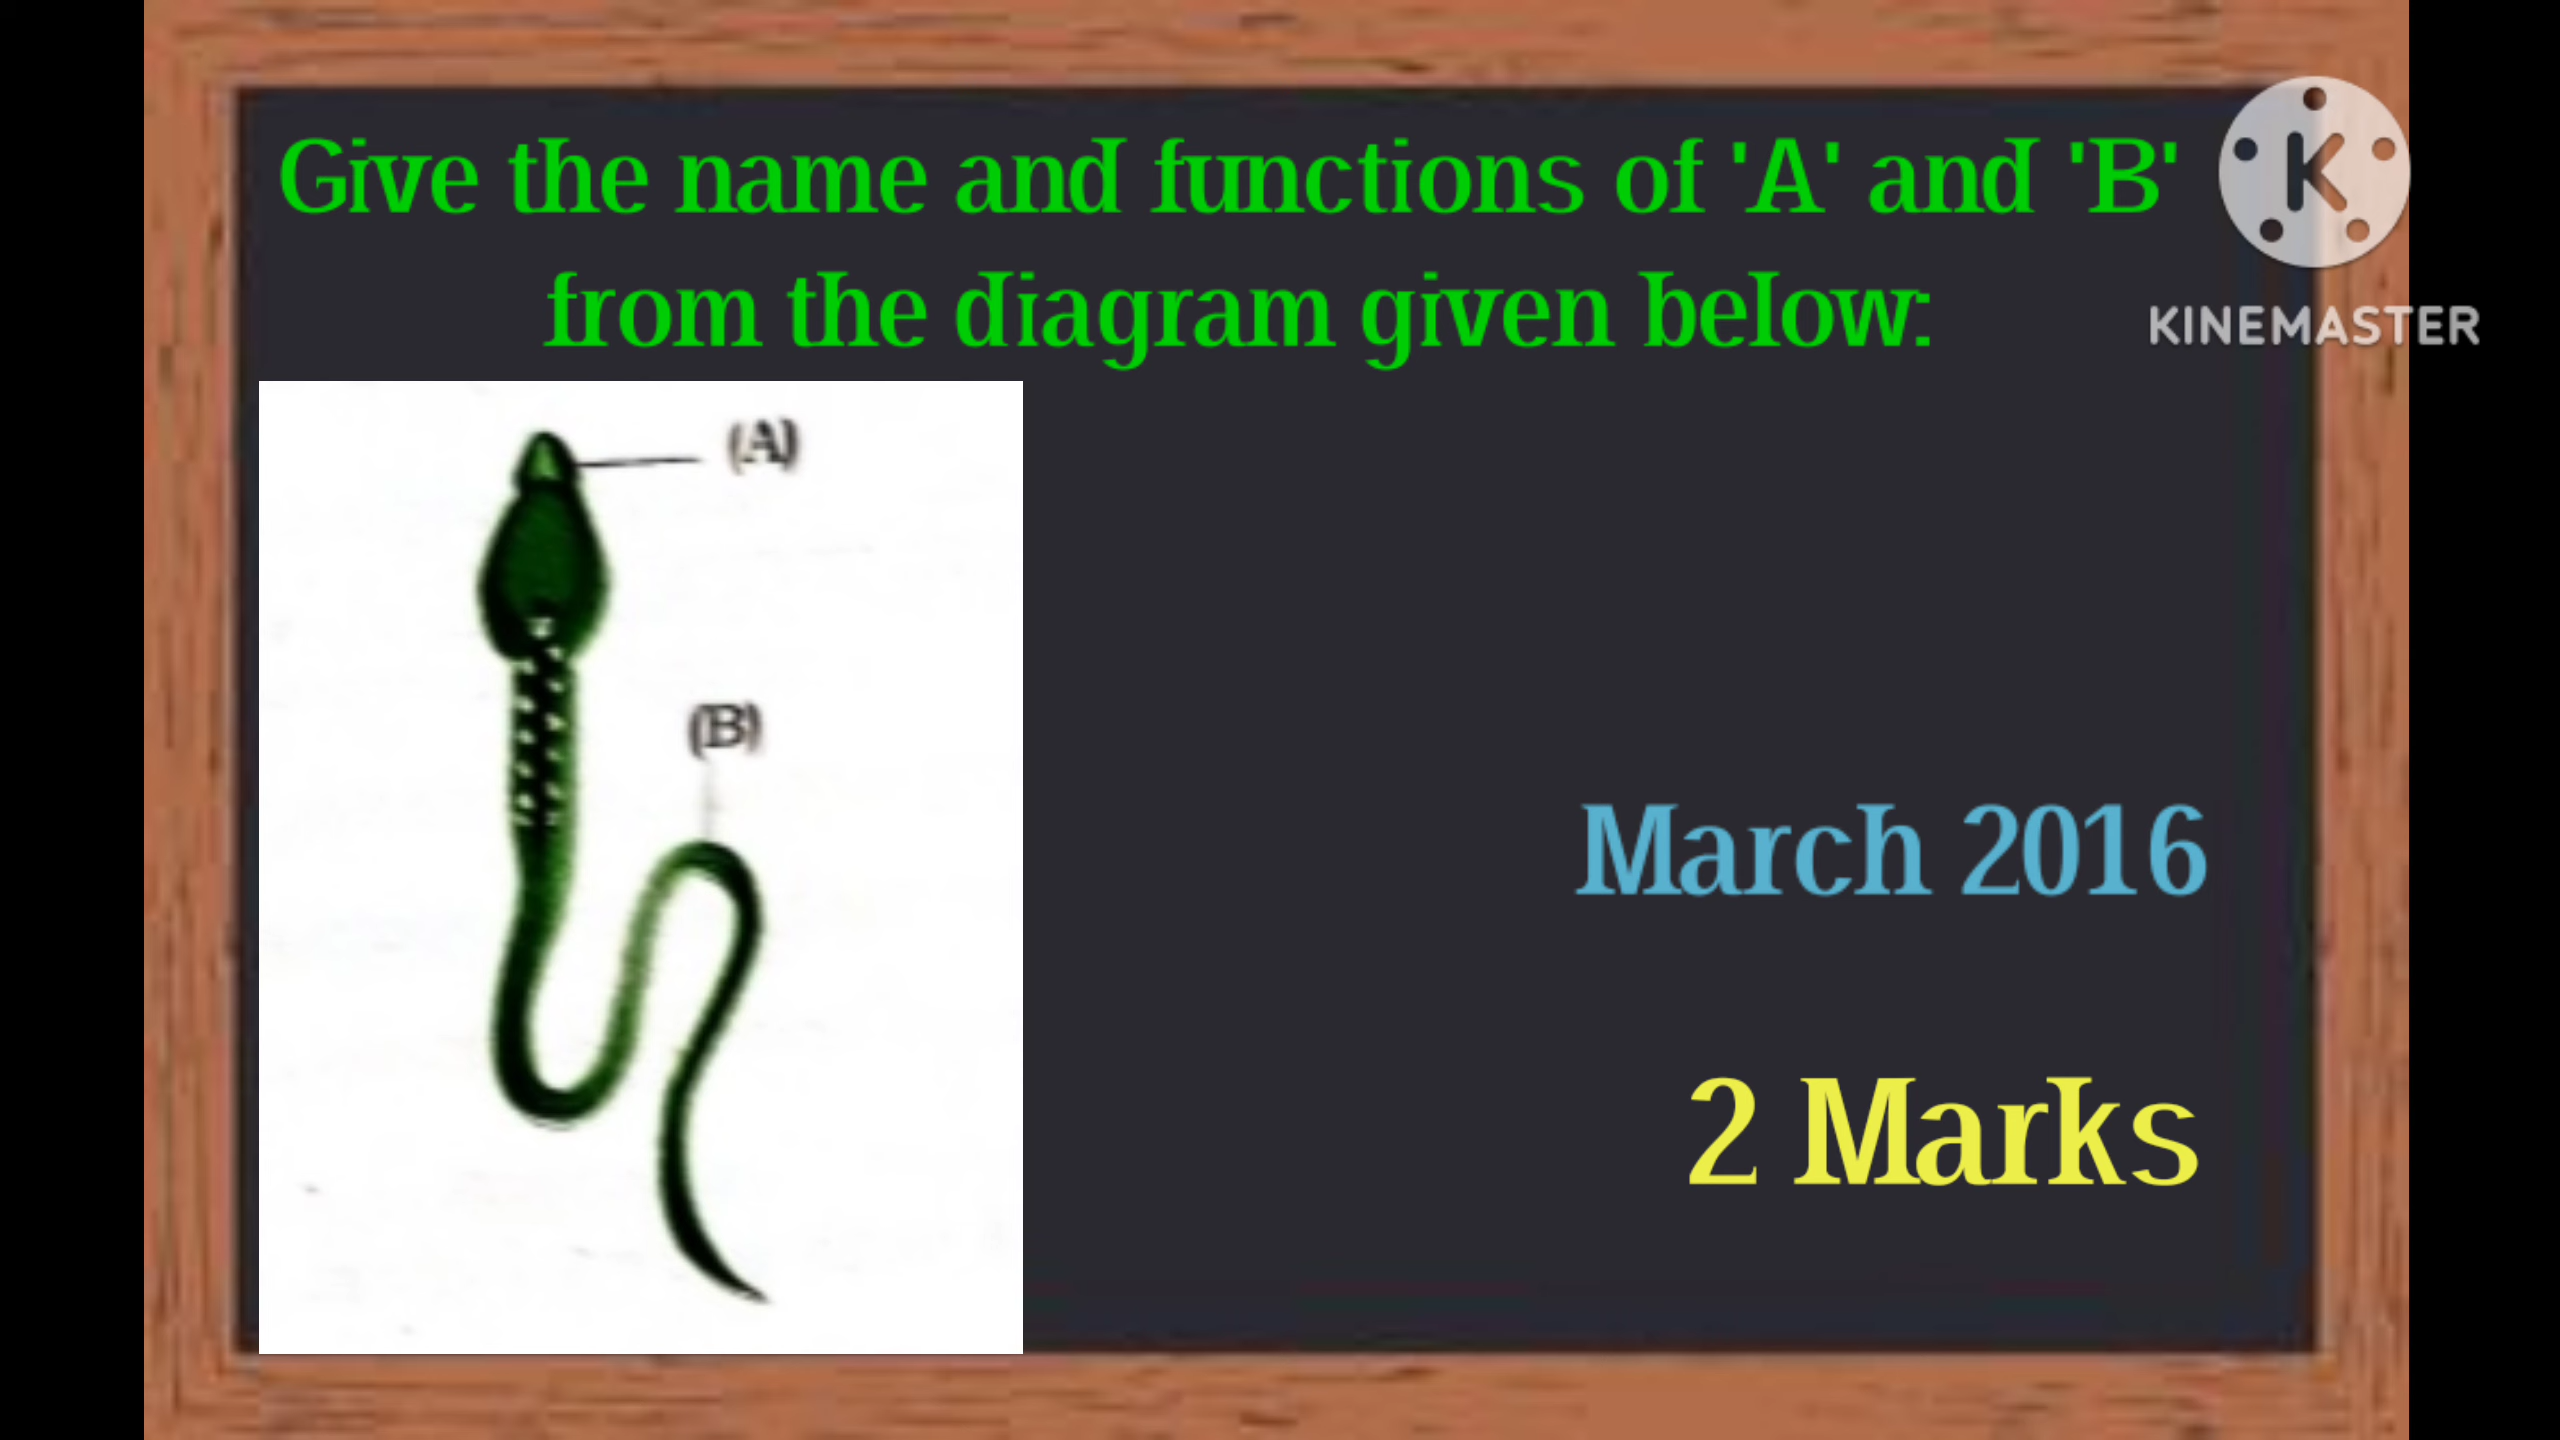 Give the name and functions of 'A' and 'B'
from the diagram given below:
K
KINEMASTER
(A)
(B)
March 2016
2 Marks